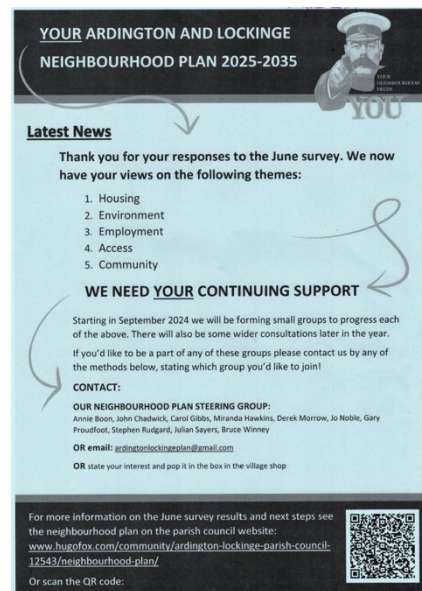 YOUR ARDINGTON AND LOCKINGE
NEIGHBOURHOOD PLAN 2025-2035
YOUR
NEIGHBOURHOOD
NEEDS
YOU
Latest News
Thank you for your responses to the June survey. We now
have your views on the following themes:
1. Housing
2. Environment
3. Employment
4. Access
5. Community
WE NEED YOUR CONTINUING SUPPORT
Starting in September 2024 we will be forming small groups to progress each
of the above. There will also be some wider consultations later in the year.
If you'd like to be a part of any of these groups please contact us by any of
the methods below, stating which group you'd like to join!
CONTACT:
OUR NEIGHBOURHOOD PLAN STEERING GROUP:
Annie Boon, John Chadwick, Carol Gibbs, Miranda Hawkins, Derek Morrow, Jo Noble, Gary
Proudfoot, Stephen Rudgard, Julian Sayers, Bruce Winney
OR email: ardingtonlockingeplan@gmail.com
OR state your interest and pop it in the box in the village shop
For more information on the June survey results and next steps see
the neighbourhood plan on the parish council website:
www.hugofox.com/community/ardington-lockinge-parish-council-
12543/neighbourhood-plan/
Or scan the QR code: